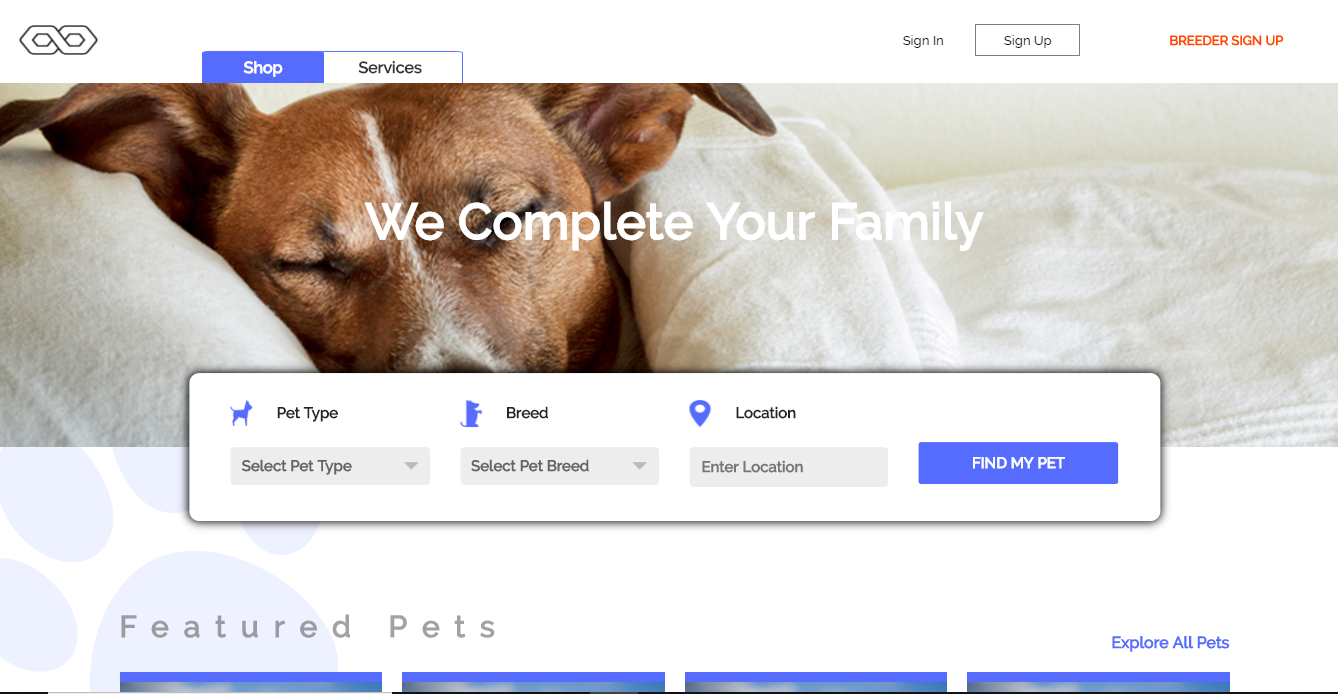 Sign In
Sign Up
BREEDER SIGN UP
Shop
Services
We Complete Your Family
Pet Type
Breed
Location
Select Pet Type
Select Pet Breed
Enter Location
FIND MY PET
Featured Pets
Explore All Pets